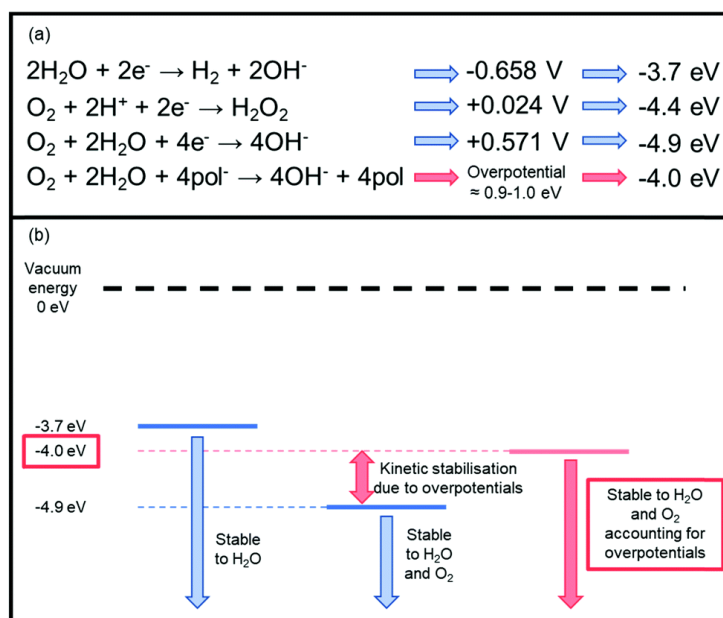 (a)
2H₂O + 2e⁻ → H₂ + 2OH⁻ -0.658 V -3.7 eV
O₂ + 2H⁺ + 2e⁻ → H₂O₂ +0.024 V -4.4 eV
O₂ + 2H₂O + 4e⁻ → 4OH⁻ +0.571 V -4.9 eV
O₂ + 2H₂O + 4pol⁻ → 4OH⁻ + 4pol Overpotential -4.0 eV
≈ 0.9-1.0 eV
(b)
Vacuum
energy
0 eV
-3.7 eV
-4.0 eV
-4.9 eV
Stable
to H₂O
Kinetic stabilisation
due to overpotentials
Stable
to H₂O
and O₂
Stable to H₂O
and O₂
accounting for
overpotentials